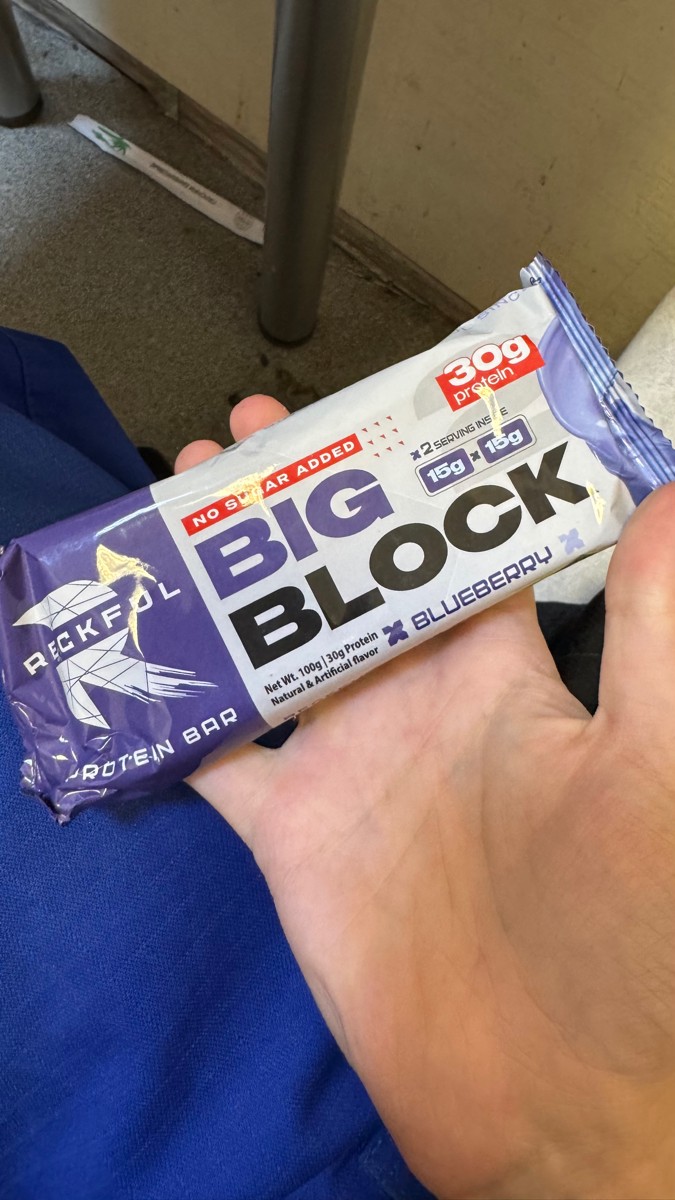 RECKFUL
PROTEIN BAR
NO SUGAR ADDED
BIG
BLOCK
BLUEBERRY
Net Wt. 100g | 30g Protein
Natural & Artificial flavor
30g
protein
x2 SERVING INSIDE
15g x 15g